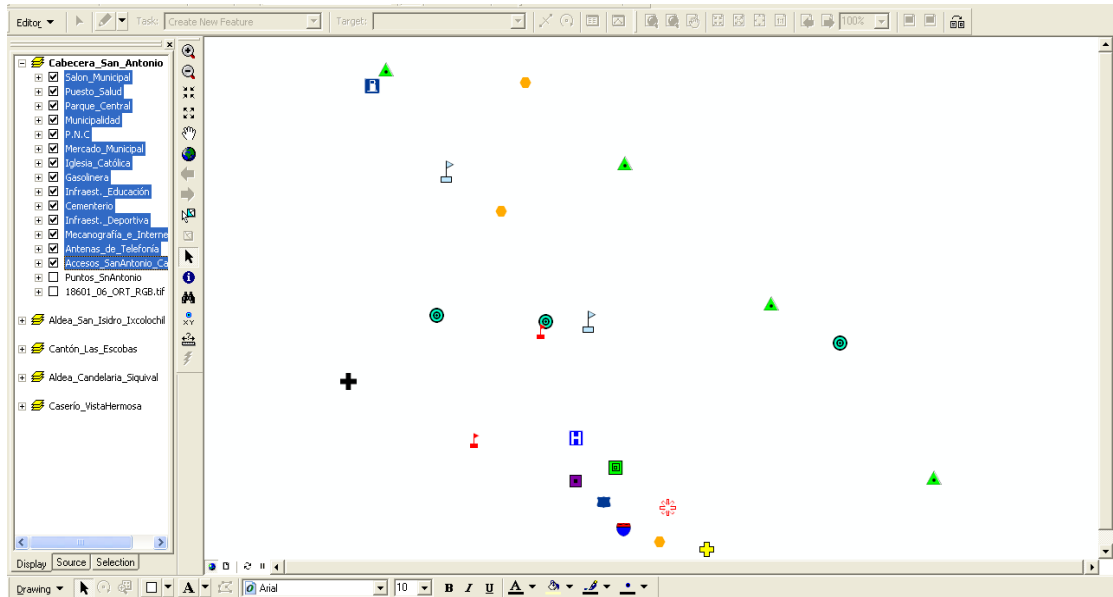 Editor
Task: Create New Feature
Target:
100%
Cabecera_San_Antonio
Salon_Municipal
Puesto_Salud
Parque_Central
Municipalidad
P.N.C
Mercado_Municipal
Iglesia_Católica
Gasolinera
Infraest._Educación
Cementerio
Infraest._Deportiva
Mecanografía_e_Interne
Antenas_de_Telefonía
Accesos_SanAntonio_Ca
Puntos_SnAntonio
18601_06_ORT_RGB.tif
Aldea_San_Isidro_Ixcolochil
Cantón_Las_Escobas
Aldea_Candelaria_Siquival
Caserío_VistaHermosa
XY
H
Display Source Selection
Drawing A Arial 10 B I U A